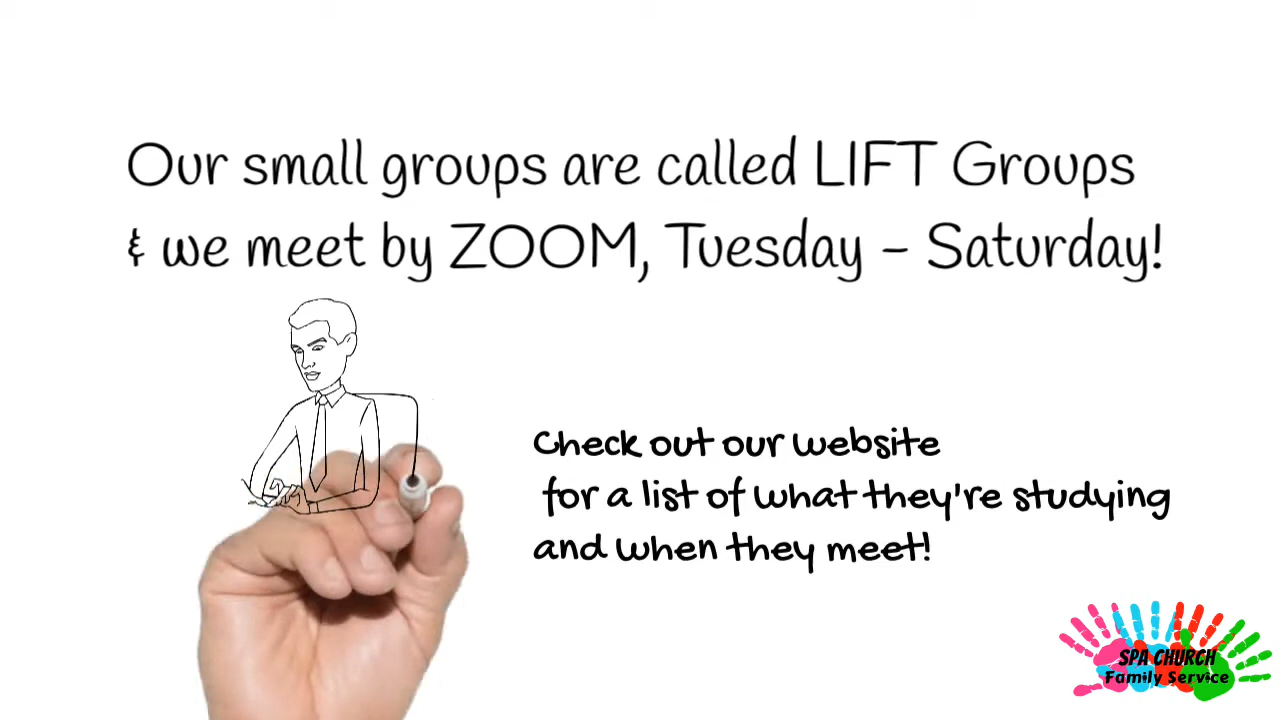 Our small groups are called LIFT Groups
& we meet by ZOOM, Tuesday - Saturday!
Check out our website
for a list of what they're studying
and when they meet!
SPA CHURCH
Family Service